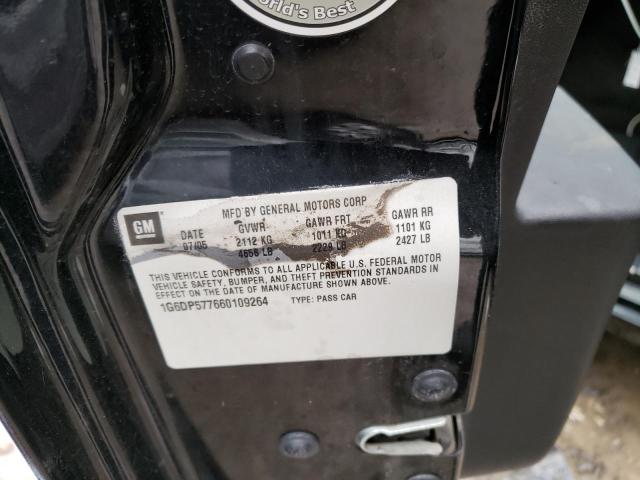 World's Best
GM
MFD BY GENERAL MOTORS CORP
DATE GVWR GAWR FRT GAWR RR
07/05 2112 KG 1011 KG 1101 KG
4656 LB 2229 LB 2427 LB
THIS VEHICLE CONFORMS TO ALL APPLICABLE U.S. FEDERAL MOTOR
VEHICLE SAFETY, BUMPER, AND THEFT PREVENTION STANDARDS IN
EFFECT ON THE DATE OF MANUFACTURE SHOWN ABOVE.
1G6DP577660109264 TYPE: PASS CAR